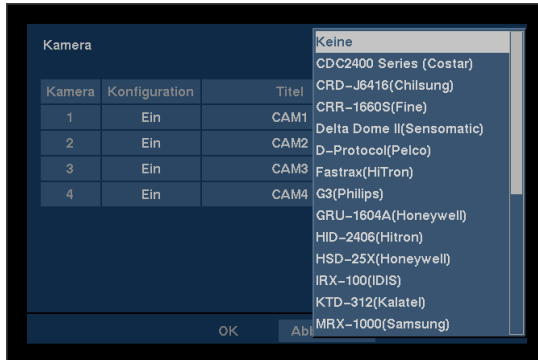 Kamera
Kamera Konfiguration Titel
1 Ein CAM1
2 Ein CAM2
3 Ein CAM3
4 Ein CAM4
OK
Keine
CDC2400 Series (Costar)
CRD-J6416(Chilsung)
CRR-1660S(Fine)
Delta Dome II(Sensomatic)
D-Protocol(Pelco)
Fastrax(HiTron)
G3(Philips)
GRU-1604A(Honeywell)
HID-2406(Hitron)
HSD-25X(Honeywell)
IRX-100(IDIS)
KTD-312(Kalatel)
MRX-1000(Samsung)